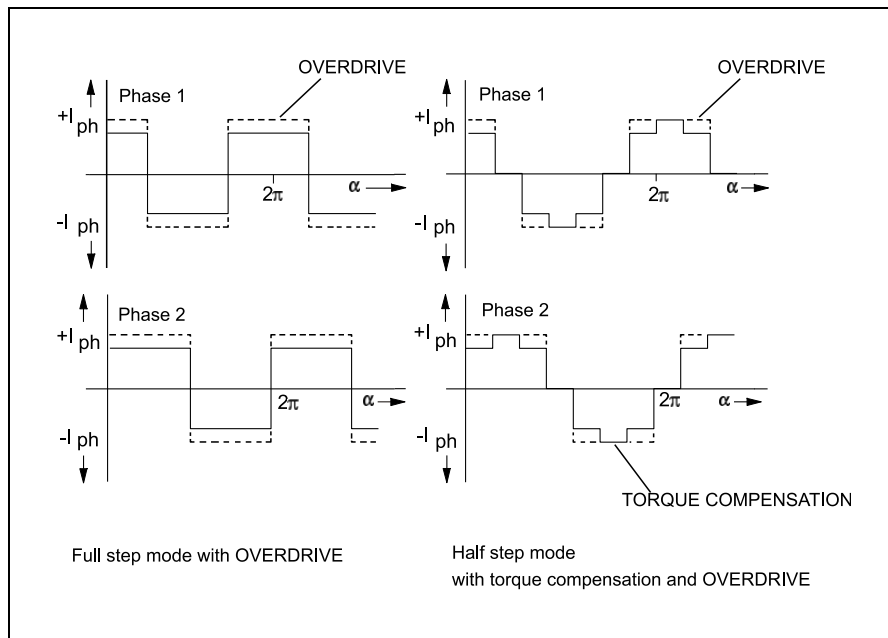 OVERDRIVE
Phase 1
+I ph
2π
α
-I ph
OVERDRIVE
Phase 1
+I ph
2π
α
-I ph
Phase 2
+I ph
2π
α
-I ph
Phase 2
+I ph
2π
α
-I ph
TORQUE COMPENSATION
Full step mode with OVERDRIVE
Half step mode
with torque compensation and OVERDRIVE